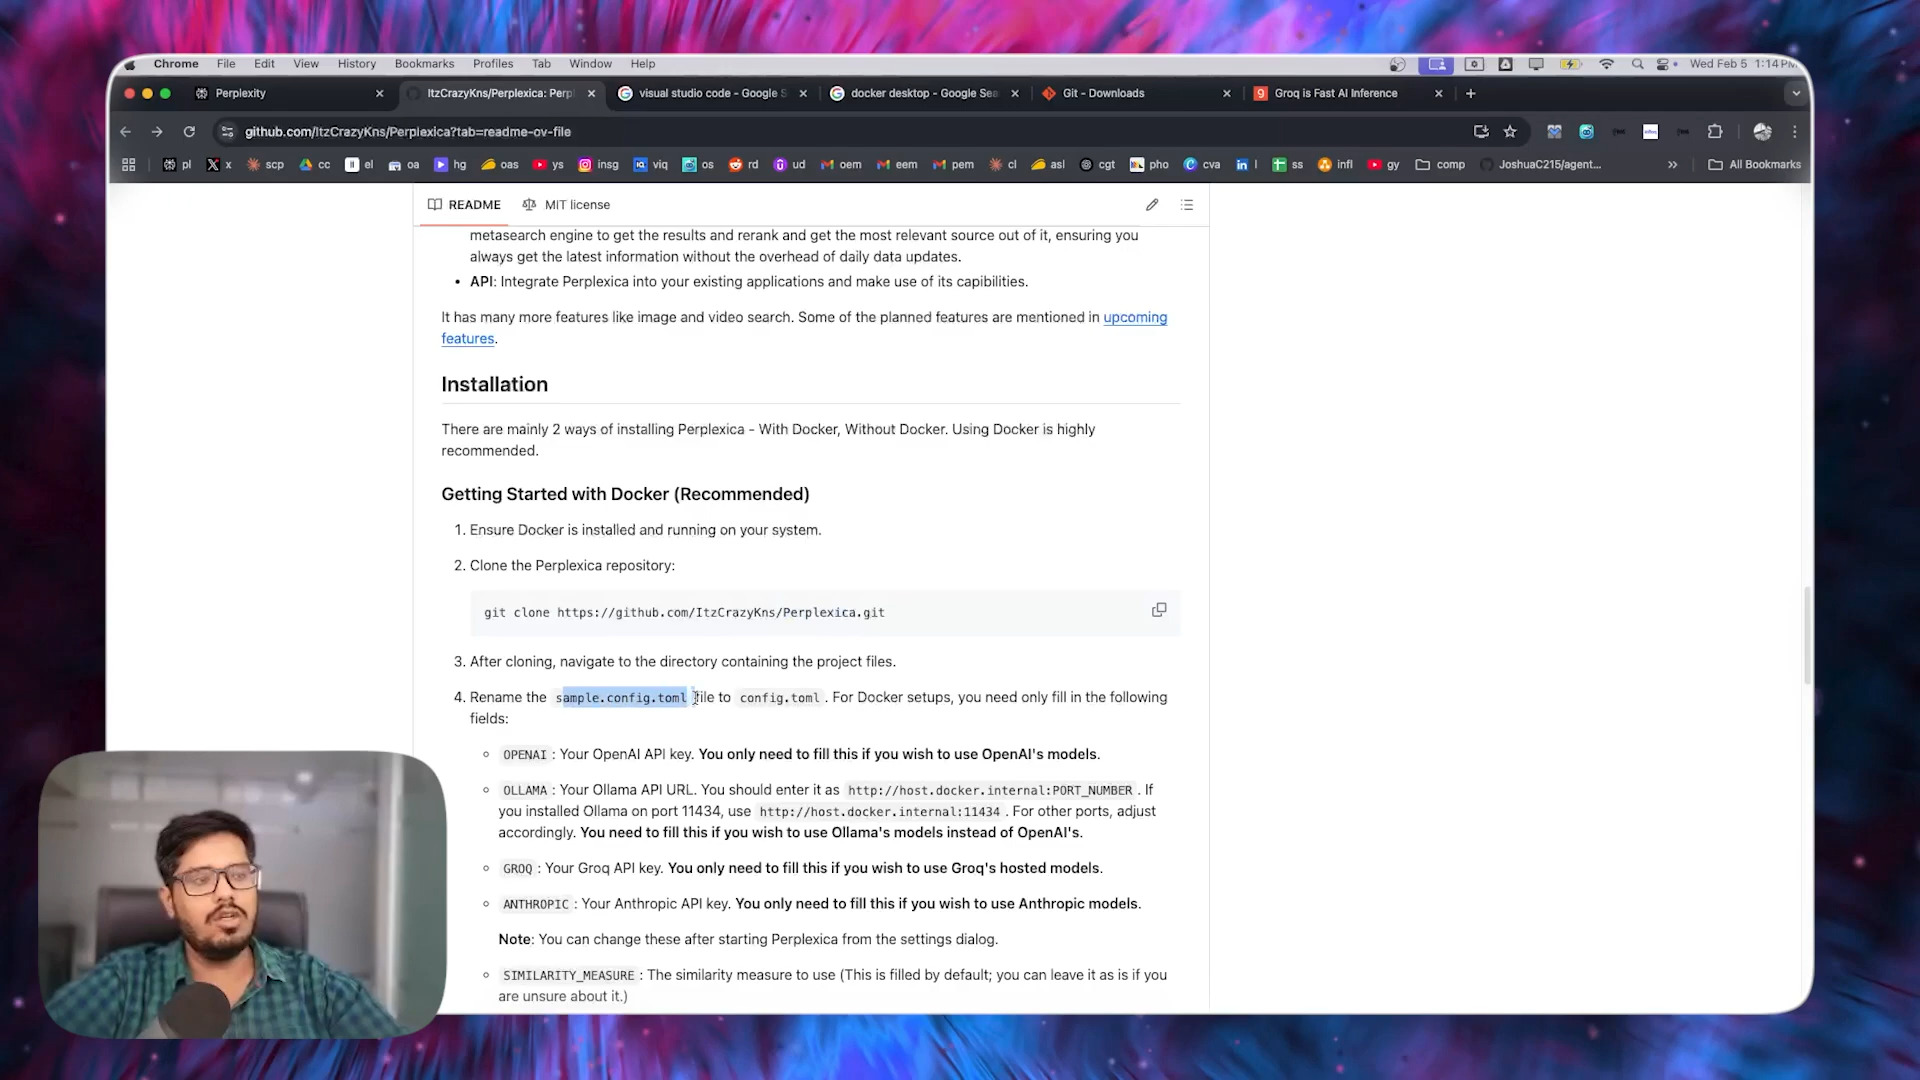 Chrome File Edit View History Bookmarks Profiles Tab Window Help Wed Feb 5 1:14 PM
Perplexity ItzCrazyKns/Perplexica: Perp visual studio code - Google S docker desktop - Google Sea Git - Downloads Groq is Fast AI Inference
github.com/ItzCrazyKns/Perplexica?tab=readme-ov-file
pl x scp cc el oa hg oas ys insg viq os rd ud oem eem pem cl asl cgt pho cva l ss infl gy comp JoshuaC215/agent... » All Bookmarks
README MIT license
metasearch engine to get the results and rerank and get the most relevant source out of it, ensuring you
always get the latest information without the overhead of daily data updates.
• API: Integrate Perplexica into your existing applications and make use of its capibilities.
It has many more features like image and video search. Some of the planned features are mentioned in upcoming
features.
Installation
There are mainly 2 ways of installing Perplexica - With Docker, Without Docker. Using Docker is highly
recommended.
Getting Started with Docker (Recommended)
1. Ensure Docker is installed and running on your system.
2. Clone the Perplexica repository:
git clone https://github.com/ItzCrazyKns/Perplexica.git
3. After cloning, navigate to the directory containing the project files.
4. Rename the sample.config.toml file to config.toml. For Docker setups, you need only fill in the following
fields:
OPENAI: Your OpenAI API key. You only need to fill this if you wish to use OpenAI's models.
OLLAMA: Your Ollama API URL. You should enter it as http://host.docker.internal:PORT_NUMBER. If
you installed Ollama on port 11434, use http://host.docker.internal:11434. For other ports, adjust
accordingly. You need to fill this if you wish to use Ollama's models instead of OpenAI's.
GROQ: Your Groq API key. You only need to fill this if you wish to use Groq's hosted models.
ANTHROPIC: Your Anthropic API key. You only need to fill this if you wish to use Anthropic models.
Note: You can change these after starting Perplexica from the settings dialog.
SIMILARITY_MEASURE: The similarity measure to use (This is filled by default; you can leave it as is if you
are unsure about it.)